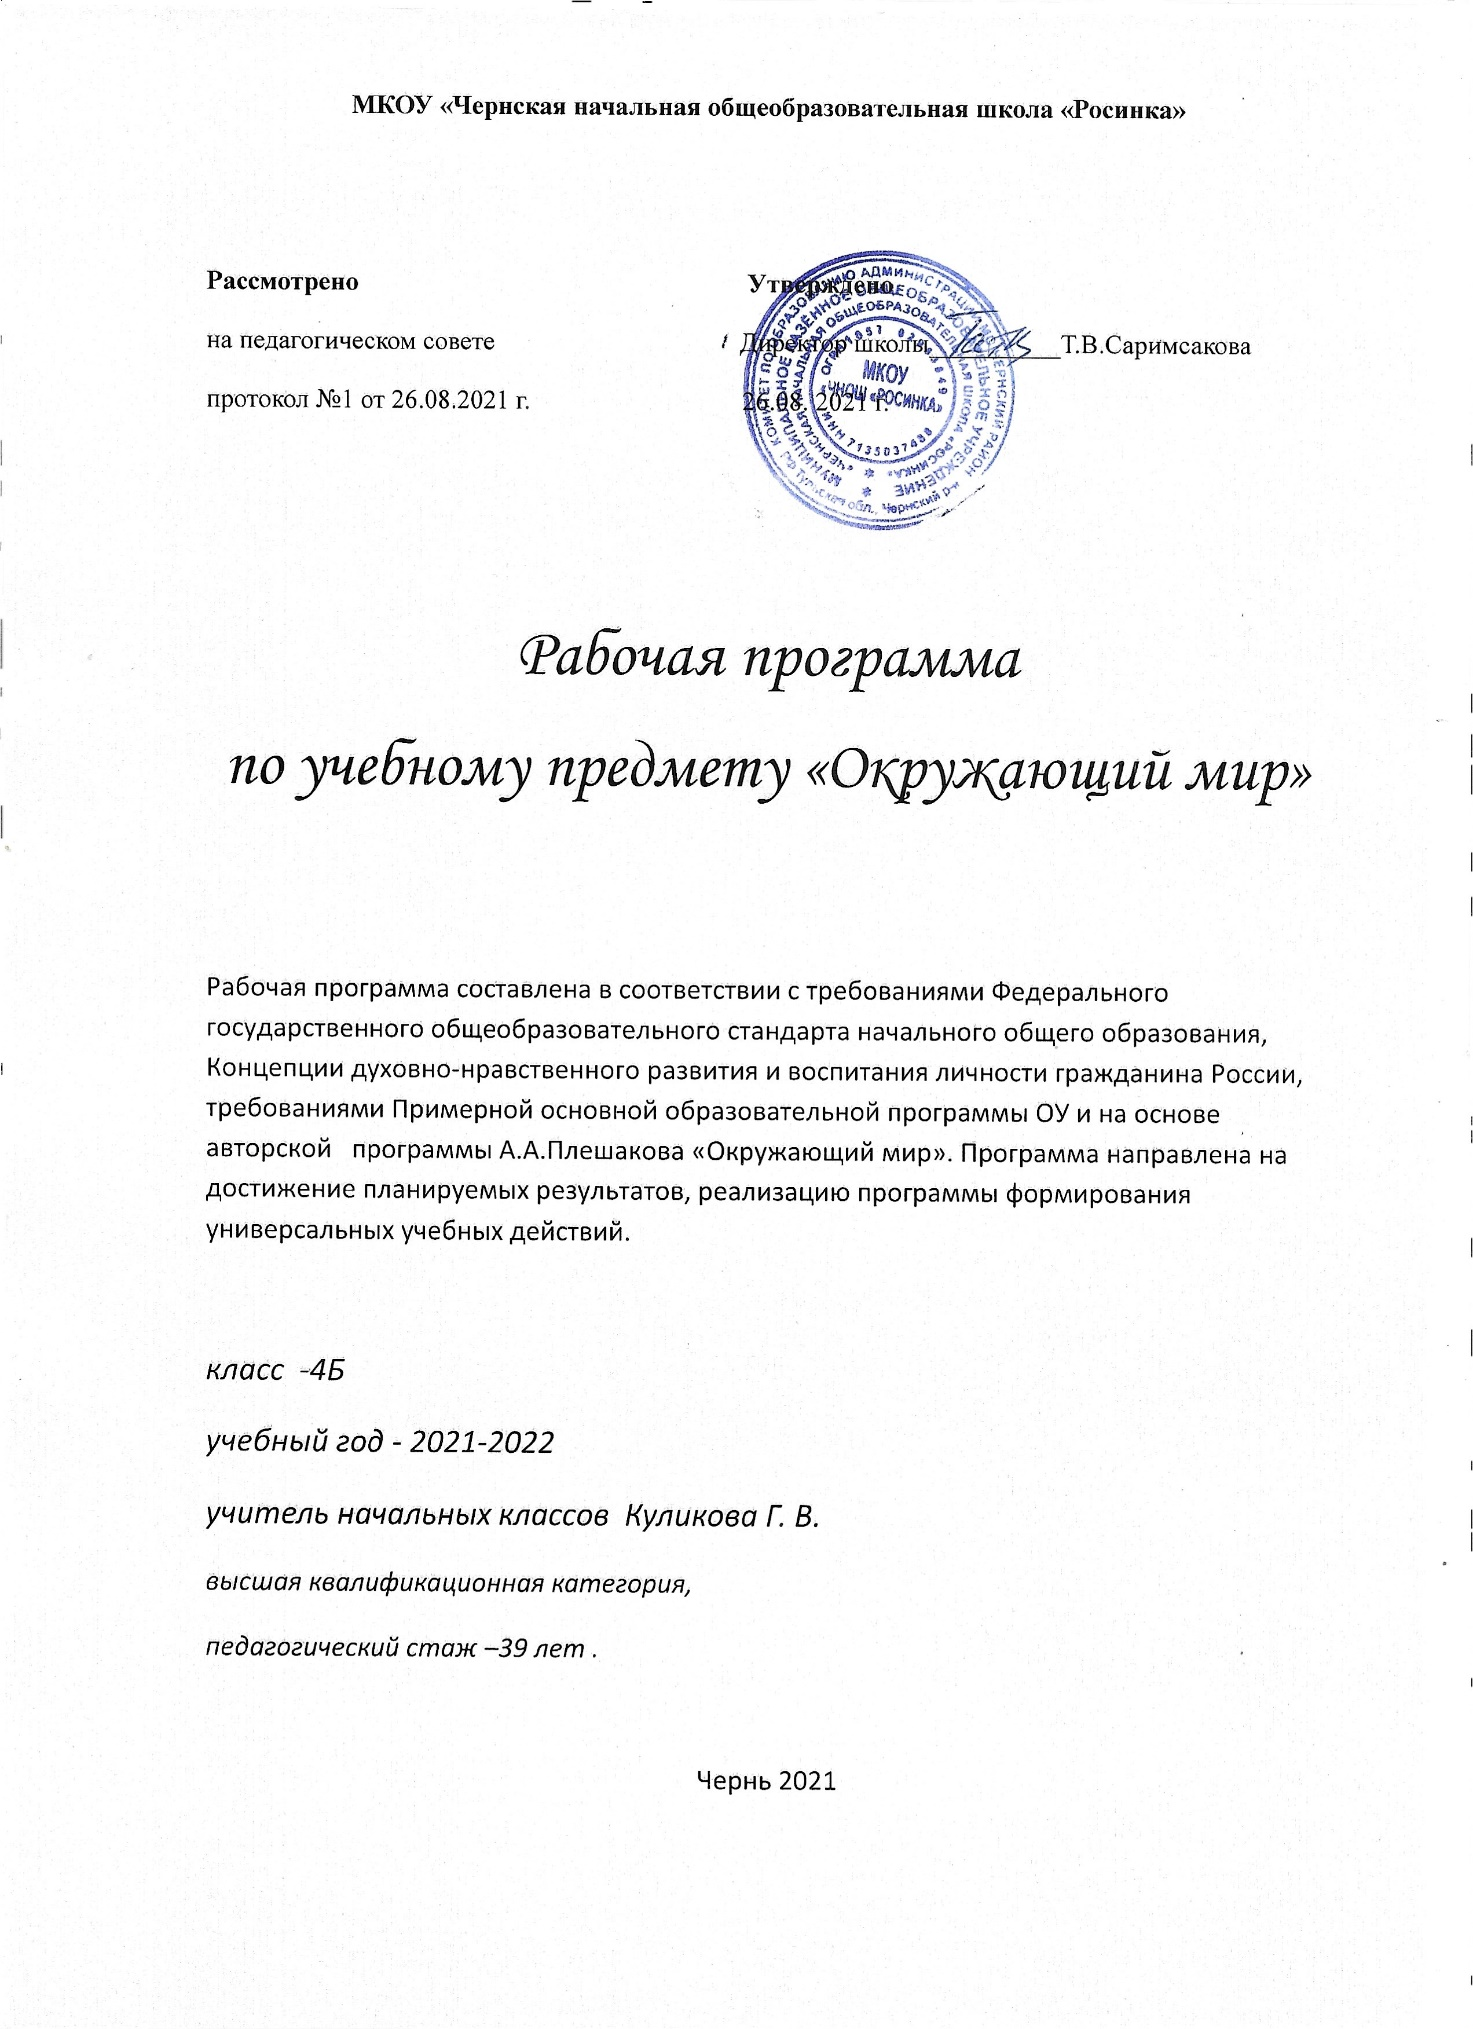 МКОУ «Чернская начальная общеобразовательная школа «Росинка»
Рассмотрено
Утверждено
на педагогическом совете
Директор школы__________Т.В.Саримсакова
протокол №1 от 26.08.2021 г.
26.08. 2021 г.
МКОУ
«ЧНОШ «РОСИНКА»
ИНН 7135037488
Рабочая программа
по учебному предмету «Окружающий мир»
Рабочая программа составлена в соответствии с требованиями Федерального
государственного общеобразовательного стандарта начального общего образования,
Концепции духовно-нравственного развития и воспитания личности гражданина России,
требованиями Примерной основной образовательной программы ОУ и на основе
авторской   программы А.А.Плешакова «Окружающий мир». Программа направлена на
достижение планируемых результатов, реализацию программы формирования
универсальных учебных действий.
класс  -4Б
учебный год - 2021-2022
учитель начальных классов  Куликова Г. В.
высшая квалификационная категория,
педагогический стаж –39 лет .
Чернь 2021